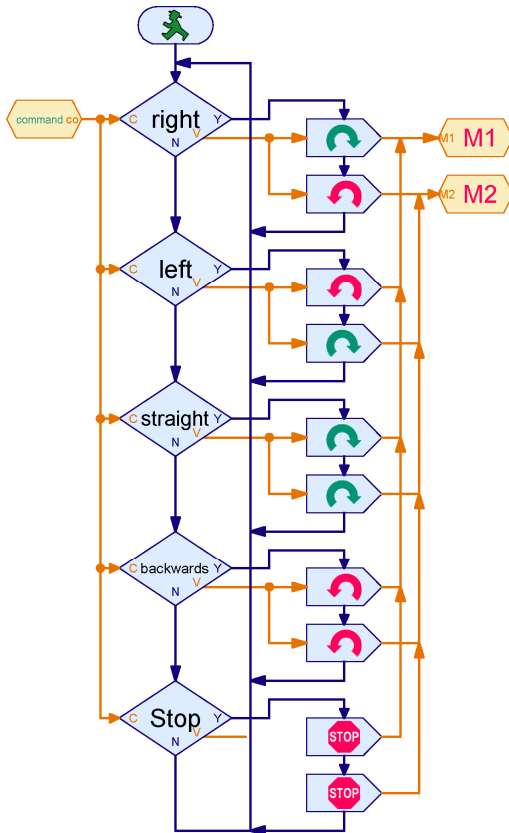 command co
C right Y
V
N
M1 M1
M2 M2
C left Y
V
N
C straight Y
V
N
C backwards Y
V
N
C Stop Y
V
N
STOP
STOP